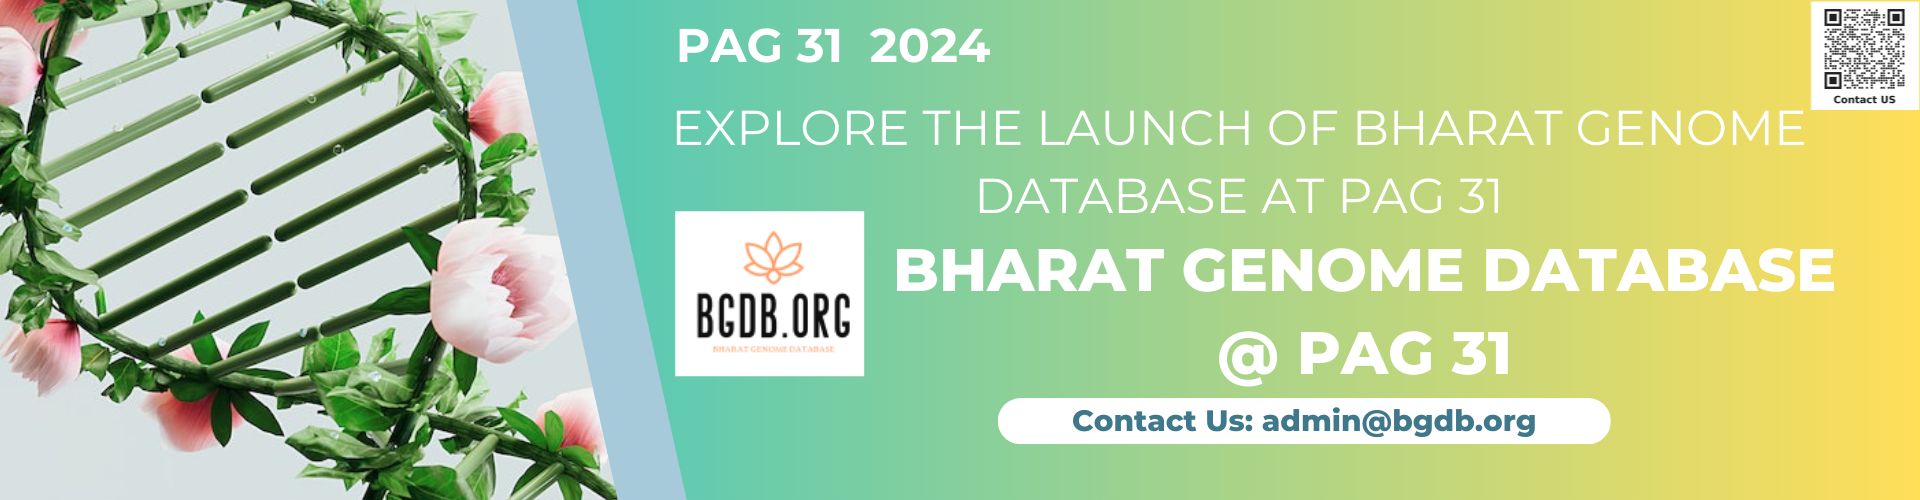 PAG 31 2024
Contact US
EXPLORE THE LAUNCH OF BHARAT GENOME
DATABASE AT PAG 31
BGDB.ORG
BHARAT GENOME DATABASE
BHARAT GENOME DATABASE
@ PAG 31
Contact Us: admin@bgdb.org